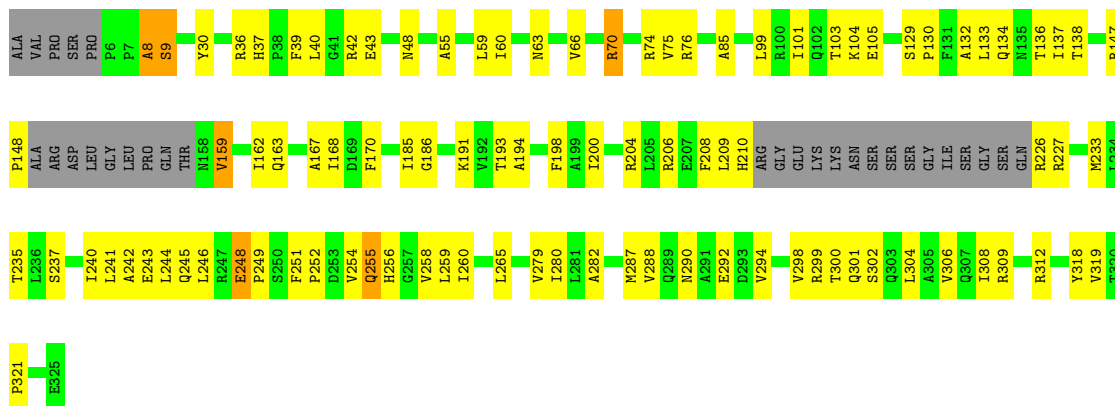 ALA VAL PRO SER PRO P6 P7 A8 S9 Y30 R36 H37 P38 F39 L40 G41 R42 E43 N48 A55 L59 I60 N63 V66 R70 R74 V75 R76 A85 L99 R100 I101 Q102 T103 K104 E105 S129 P130 F131 A132 L133 Q134 N135 T136 I137 T138
P148 ALA ARG ASP LEU GLY LEU PRO GLN THR N158 V159 I162 Q163 A167 I168 D169 F170 I185 G186 K191 V192 T193 A194 F198 A199 I200 R204 L205 R206 E207 F208 L209 H210 ARG GLY GLU LYS LYS ASN SER SER SER GLY ILE SER GLY SER GLN R226 R227 M233
T235 L236 S237 I240 L241 A242 E243 L244 Q245 L246 R247 E248 P249 S250 F251 P252 D253 V254 Q255 H256 G257 V258 L259 I260 L265 V279 I280 L281 A282 M287 V288 Q289 N290 A291 E292 D293 V294 V298 R299 T300 Q301 S302 Q303 L304 A305 V306 Q307 I308 R309 R312 Y318 V319
P321 E325